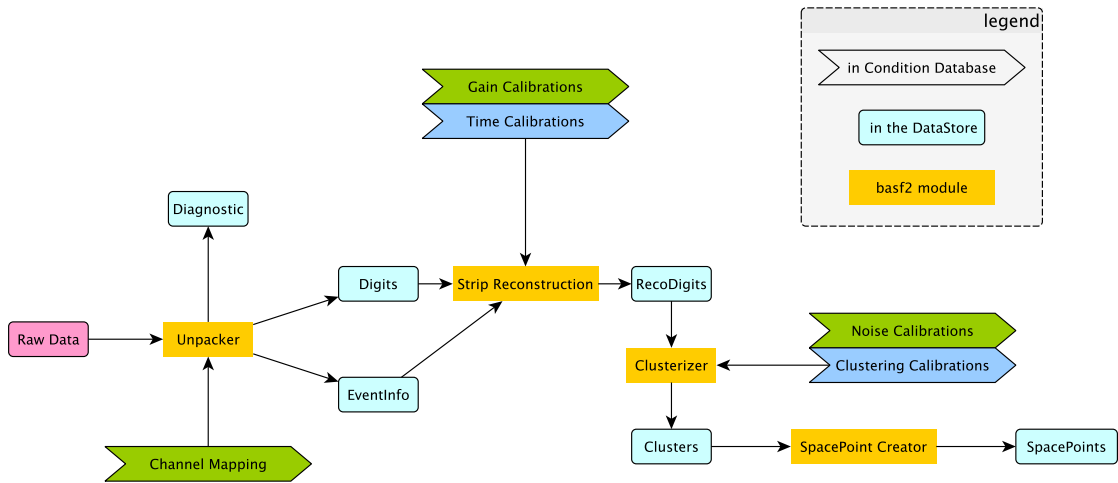 legend
in Condition Database
in the DataStore
basf2 module
Gain Calibrations
Time Calibrations
Diagnostic
Digits
Strip Reconstruction
RecoDigits
Raw Data
Unpacker
EventInfo
Channel Mapping
Noise Calibrations
Clustering Calibrations
Clusterizer
Clusters
SpacePoint Creator
SpacePoints